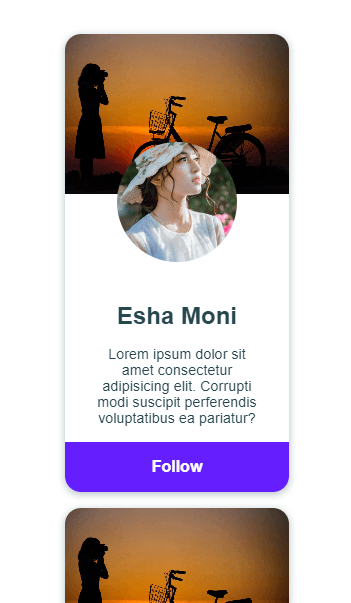 Esha Moni
Lorem ipsum dolor sit
amet consectetur
adipisicing elit. Corrupti
modi suscipit perferendis
voluptatibus ea pariatur?
Follow